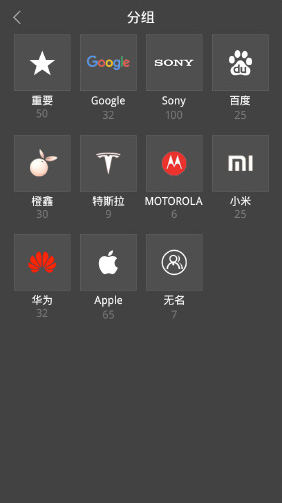 分组
Google
SONY
du
重要
Google
Sony
百度
50
32
100
25
橙鑫
特斯拉
MOTOROLA
小米
30
9
6
25
华为
Apple
无名
32
65
7